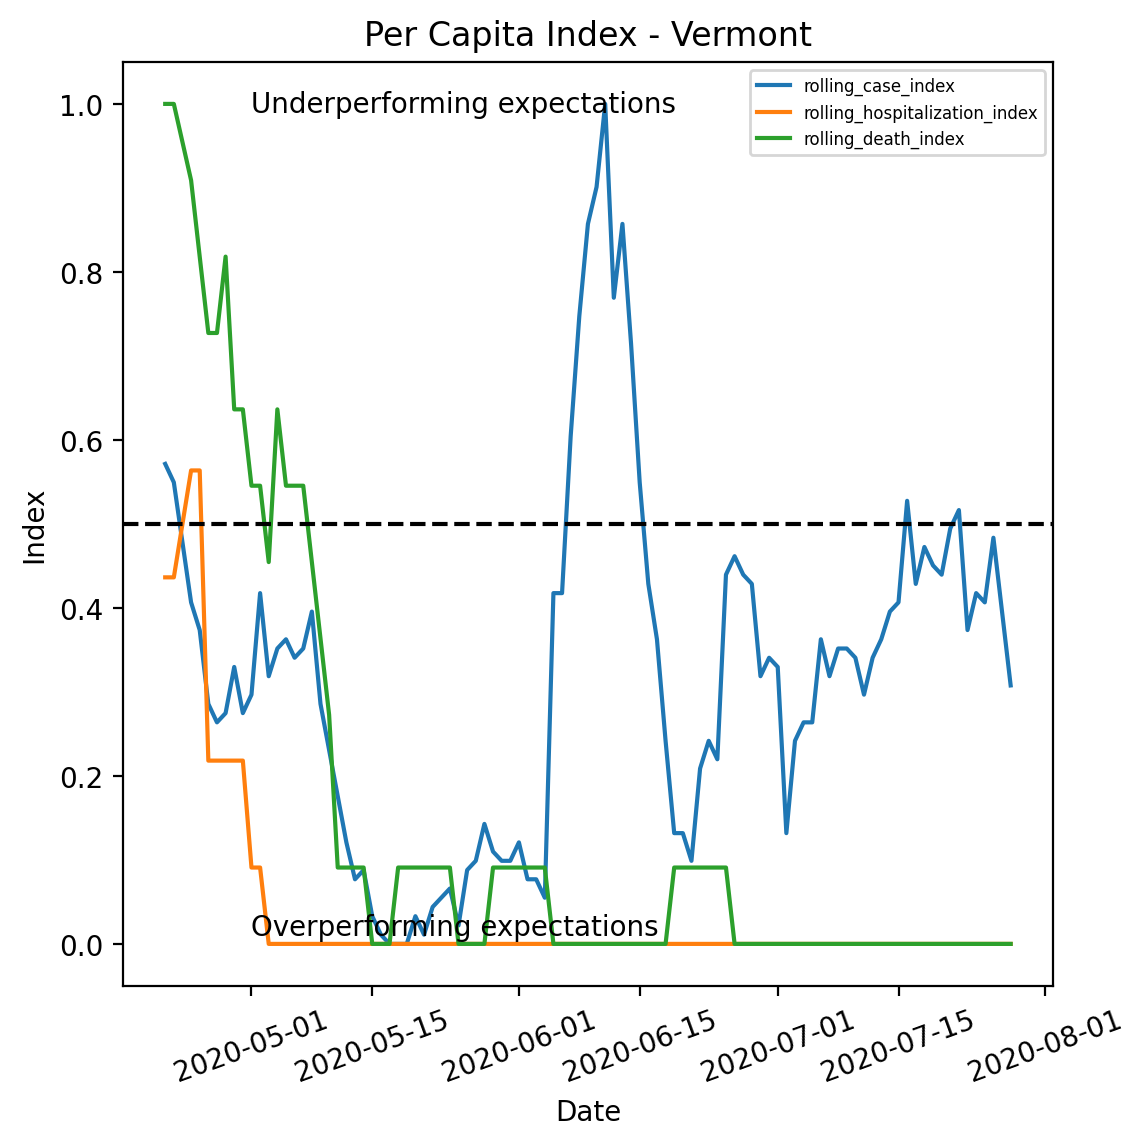 Per Capita Index - Vermont
Underperforming expectations
rolling_case_index
rolling_hospitalization_index
rolling_death_index
1.0
0.8
0.6
0.4
0.2
0.0
Index
Overperforming expectations
2020-05-01
2020-05-15
2020-06-01
2020-06-15
2020-07-01
2020-07-15
2020-08-01
Date